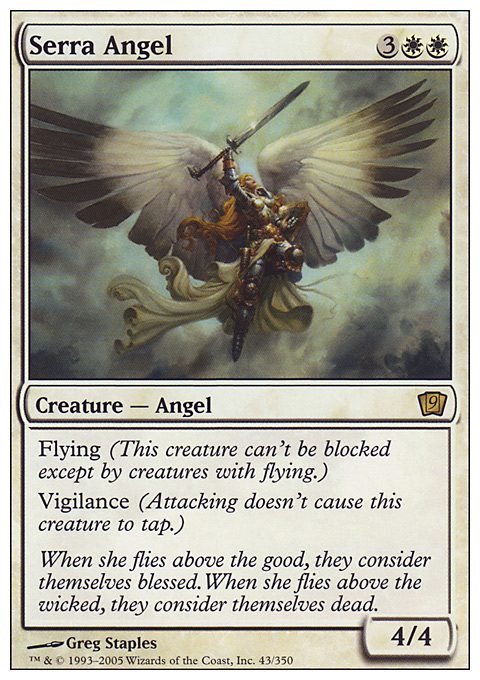 Serra Angel 3
Creature — Angel 9
Flying (This creature can't be blocked
except by creatures with flying.)
Vigilance (Attacking doesn't cause this
creature to tap.)
When she flies above the good, they consider
themselves blessed. When she flies above the
wicked, they consider themselves dead.
4/4
Greg Staples
™ & © 1993–2005 Wizards of the Coast, Inc. 43/350